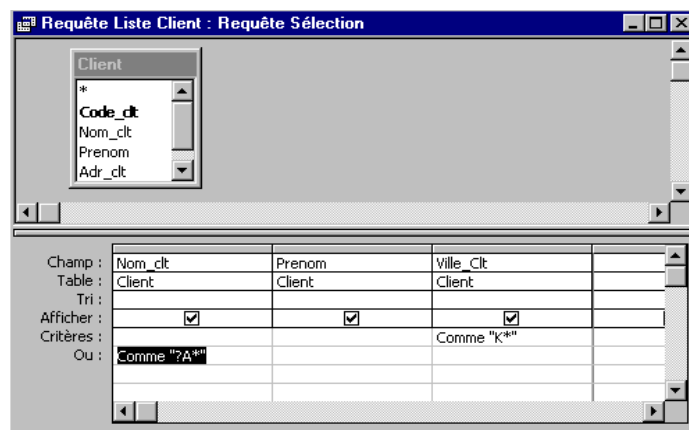 Requête Liste Client : Requête Sélection
Client
*
Code_clt
Nom_clt
Prenom
Adr_clt
Champ : Nom_clt Prenom Ville_Clt
Table : Client Client Client
Tri :
Afficher :
Critères : Comme "K*"
Ou : Comme "?A*"